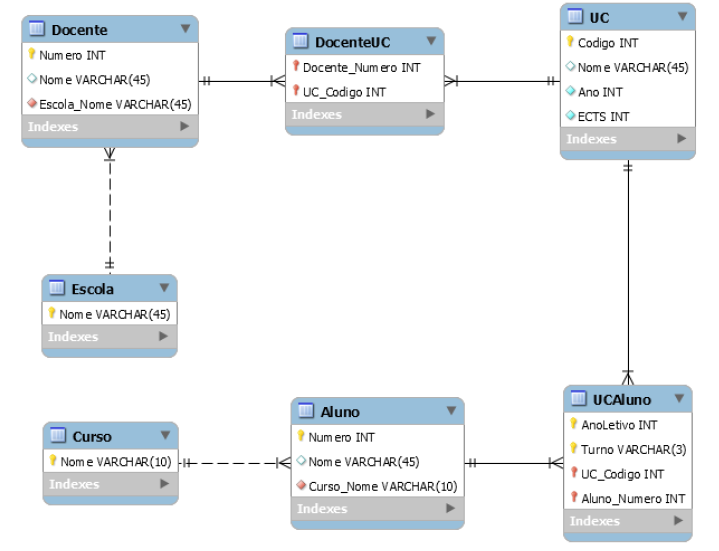 Docente
Numero INT
Nome VARCHAR(45)
Escola_Nome VARCHAR(45)
Indexes
DocenteUC
Docente_Numero INT
UC_Codigo INT
Indexes
UC
Codigo INT
Nome VARCHAR(45)
Ano INT
ECTS INT
Indexes
Escola
Nome VARCHAR(45)
Indexes
Curso
Nome VARCHAR(10)
Indexes
Aluno
Numero INT
Nome VARCHAR(45)
Curso_Nome VARCHAR(10)
Indexes
UCAluno
AnoLetivo INT
Turno VARCHAR(3)
UC_Codigo INT
Aluno_Numero INT
Indexes